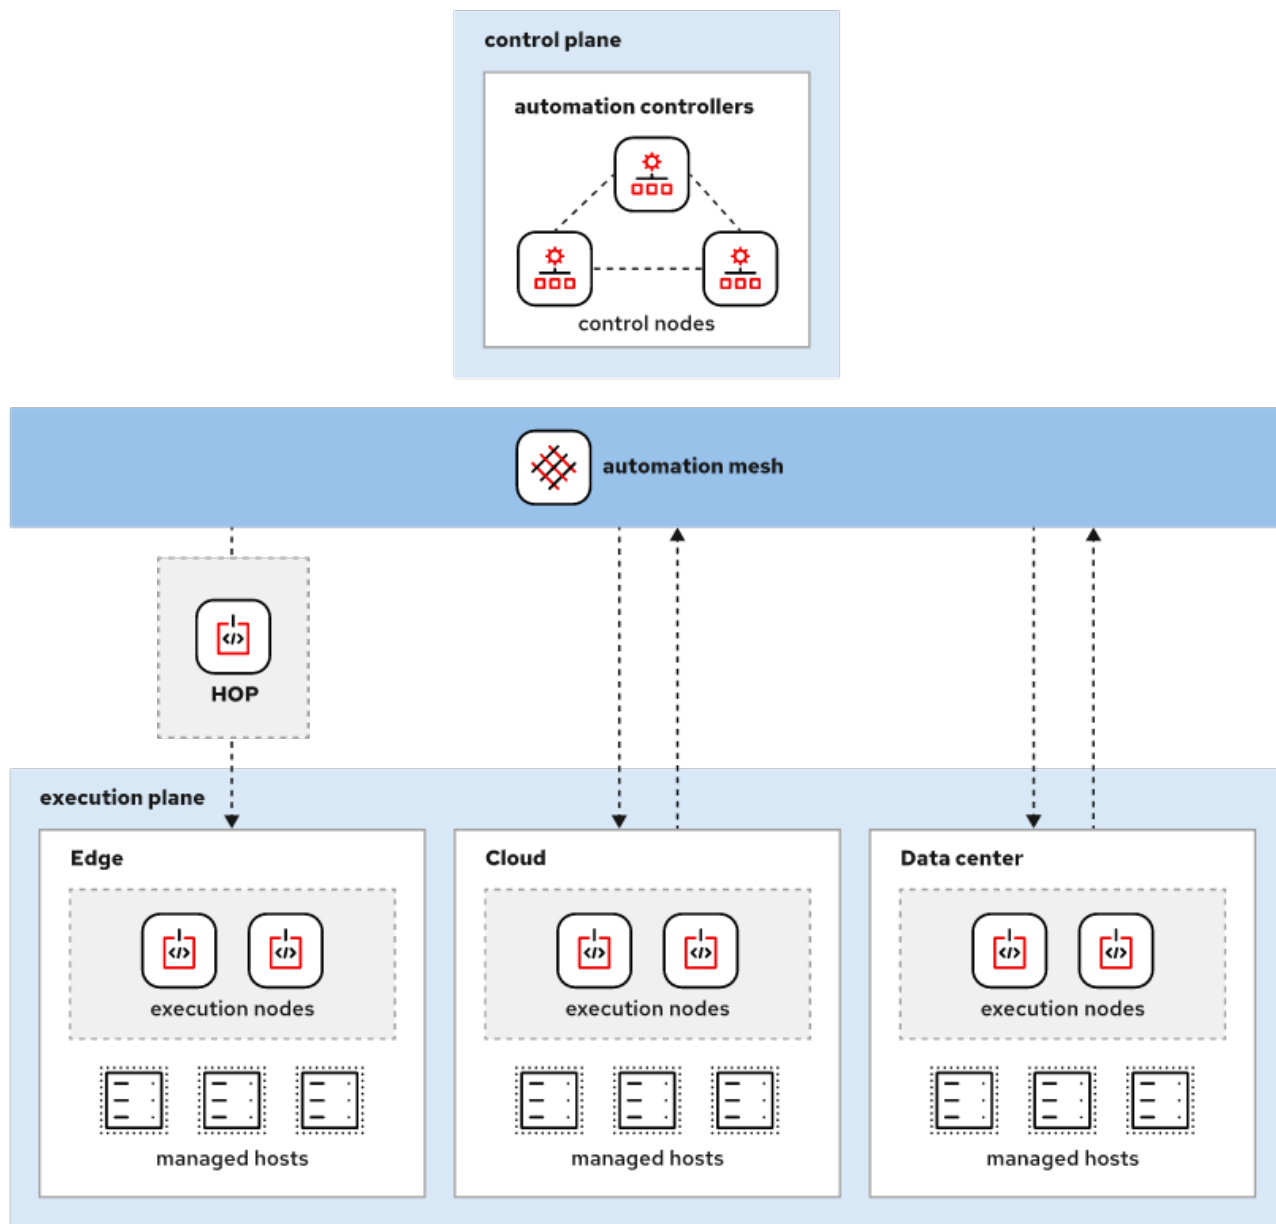 control plane
automation controllers
control nodes
automation mesh
</>
HOP
execution plane
Edge
Cloud
Data center
</> </> </> </> </> </>
execution nodes execution nodes execution nodes
managed hosts managed hosts managed hosts